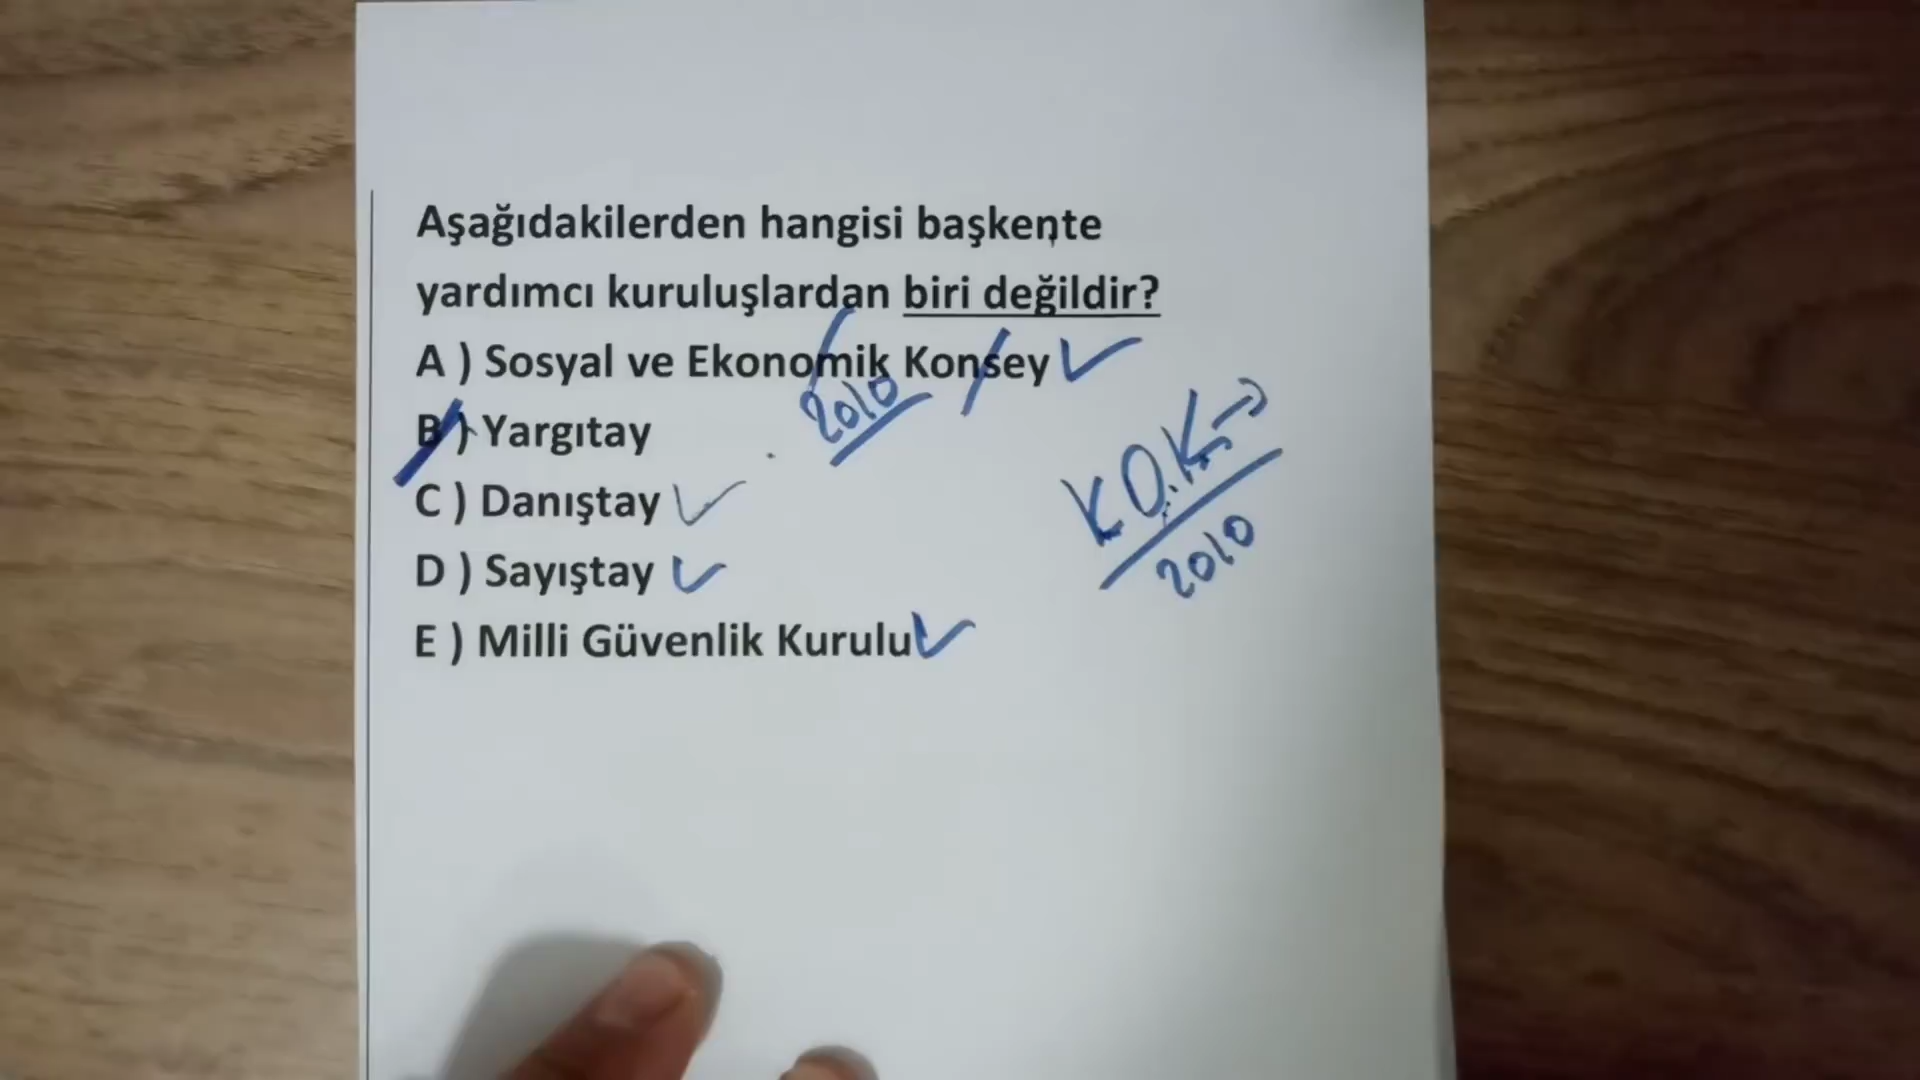 Aşağıdakilerden hangisi başkente
yardımcı kuruluşlardan biri değildir?
A ) Sosyal ve Ekonomik Konsey
2010
B ) Yargıtay
C ) Danıştay
D ) Sayıştay
E ) Milli Güvenlik Kurulu
K.D.K
2010